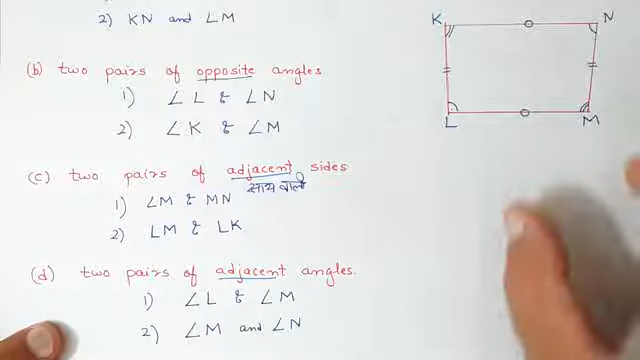 2) KN and ∠M
(b) two pairs of opposite angles
1) ∠L & ∠N
2) ∠K & ∠M
(c) two pairs of adjacent sides
साथ वाली
1) LM & MN
2) LM & LK
(d) two pairs of adjacent angles.
1) ∠L & ∠M
2) ∠M and ∠N
K N
L M